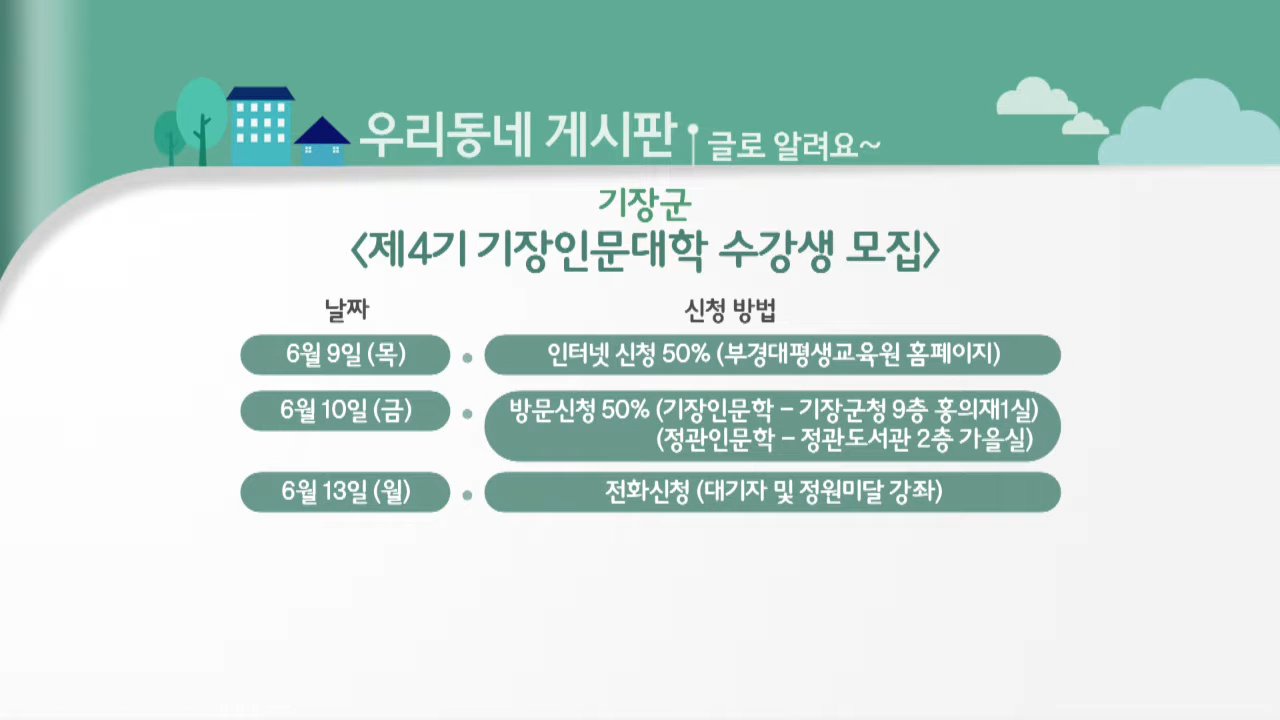 우리동네 게시판 글로 알려요~
기장군
<제4기 기장인문대학 수강생 모집>
날짜 신청 방법
6월 9일 (목) 인터넷 신청 50% (부경대평생교육원 홈페이지)
6월 10일 (금) 방문신청 50% (기장인문학 - 기장군청 9층 홍의재1실)
(정관인문학 - 정관도서관 2층 가을실)
6월 13일 (월) 전화신청 (대기자 및 정원미달 강좌)